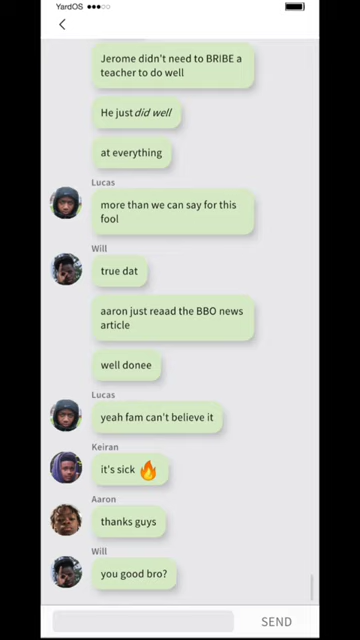 YardOS
Jerome didn't need to BRIBE a
teacher to do well
He just did well
at everything
Lucas
more than we can say for this
fool
Will
true dat
aaron just reaad the BBO news
article
well donee
Lucas
yeah fam can't believe it
Keiran
it's sick 🔥
Aaron
thanks guys
Will
you good bro?
SEND